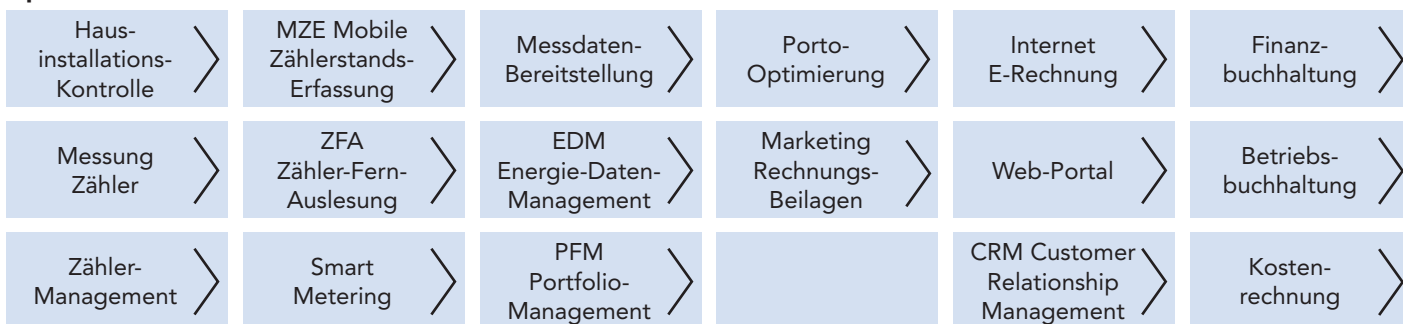 Haus-
installations-
Kontrolle
MZE Mobile
Zählerstands-
Erfassung
Messdaten-
Bereitstellung
Porto-
Optimierung
Internet
E-Rechnung
Finanz-
buchhaltung
Messung
Zähler
ZFA
Zähler-Fern-
Auslesung
EDM
Energie-Daten-
Management
Marketing
Rechnungs-
Beilagen
Web-Portal
Betriebs-
buchhaltung
Zähler-
Management
Smart
Metering
PFM
Portfolio-
Management
CRM Customer
Relationship
Management
Kosten-
rechnung